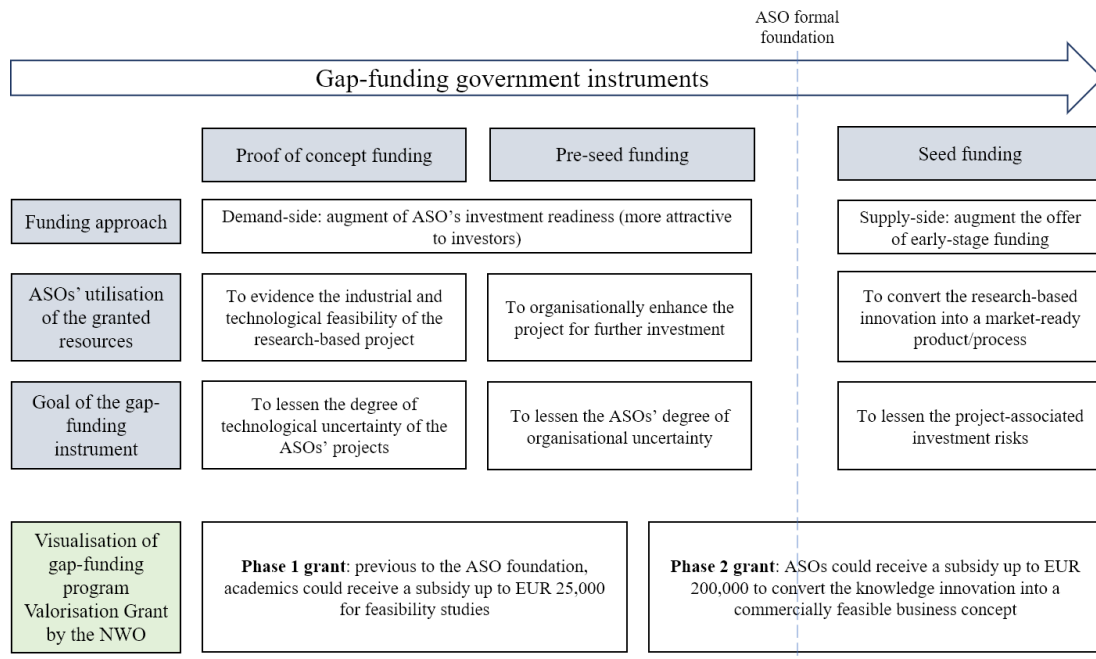 ASO formal
foundation
Gap-funding government instruments
Proof of concept funding
Pre-seed funding
Seed funding
Funding approach
Demand-side: augment of ASO’s investment readiness (more attractive
to investors)
Supply-side: augment the offer
of early-stage funding
ASOs’ utilisation
of the granted
resources
To evidence the industrial and
technological feasibility of the
research-based project
To organisationally enhance the
project for further investment
To convert the research-based
innovation into a market-ready
product/process
Goal of the gap-
funding
instrument
To lessen the degree of
technological uncertainty of the
ASOs’ projects
To lessen the ASOs’ degree of
organisational uncertainty
To lessen the project-associated
investment risks
Visualisation of
gap-funding
program
Valorisation Grant
by the NWO
Phase 1 grant: previous to the ASO foundation,
academics could receive a subsidy up to EUR 25,000
for feasibility studies
Phase 2 grant: ASOs could receive a subsidy up to EUR
200,000 to convert the knowledge innovation into a
commercially feasible business concept